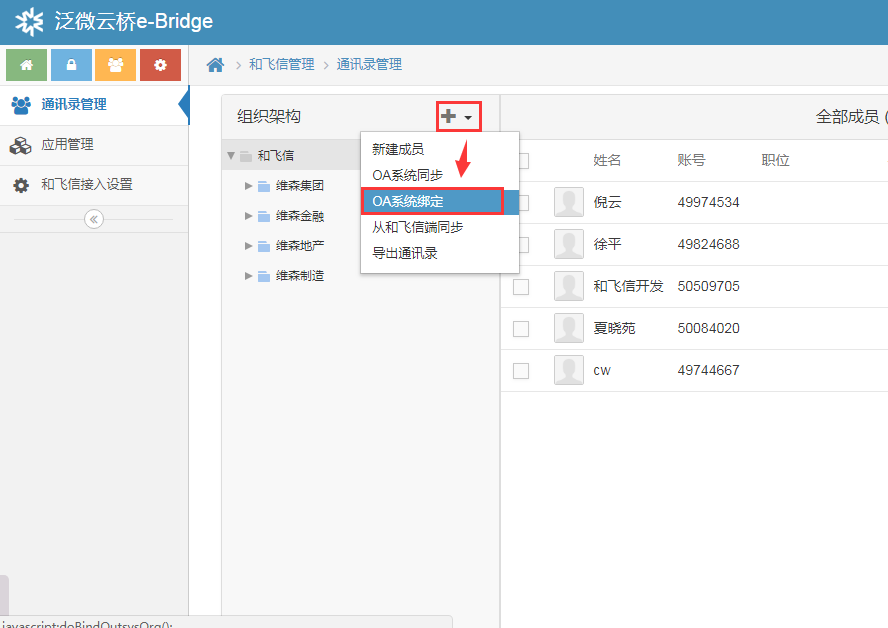 泛微云桥e-Bridge
和飞信管理 通讯录管理
通讯录管理
应用管理
和飞信接入设置
组织架构
和飞信
维森集团
维森金融
维森地产
维森制造
新建成员
OA系统同步
OA系统绑定
从和飞信端同步
导出通讯录
全部成员 (
姓名 账号 职位
倪云 49974534
徐平 49824688
和飞信开发 50509705
夏晓苑 50084020
cw 49744667
javascript:doBindOutsysOrg();